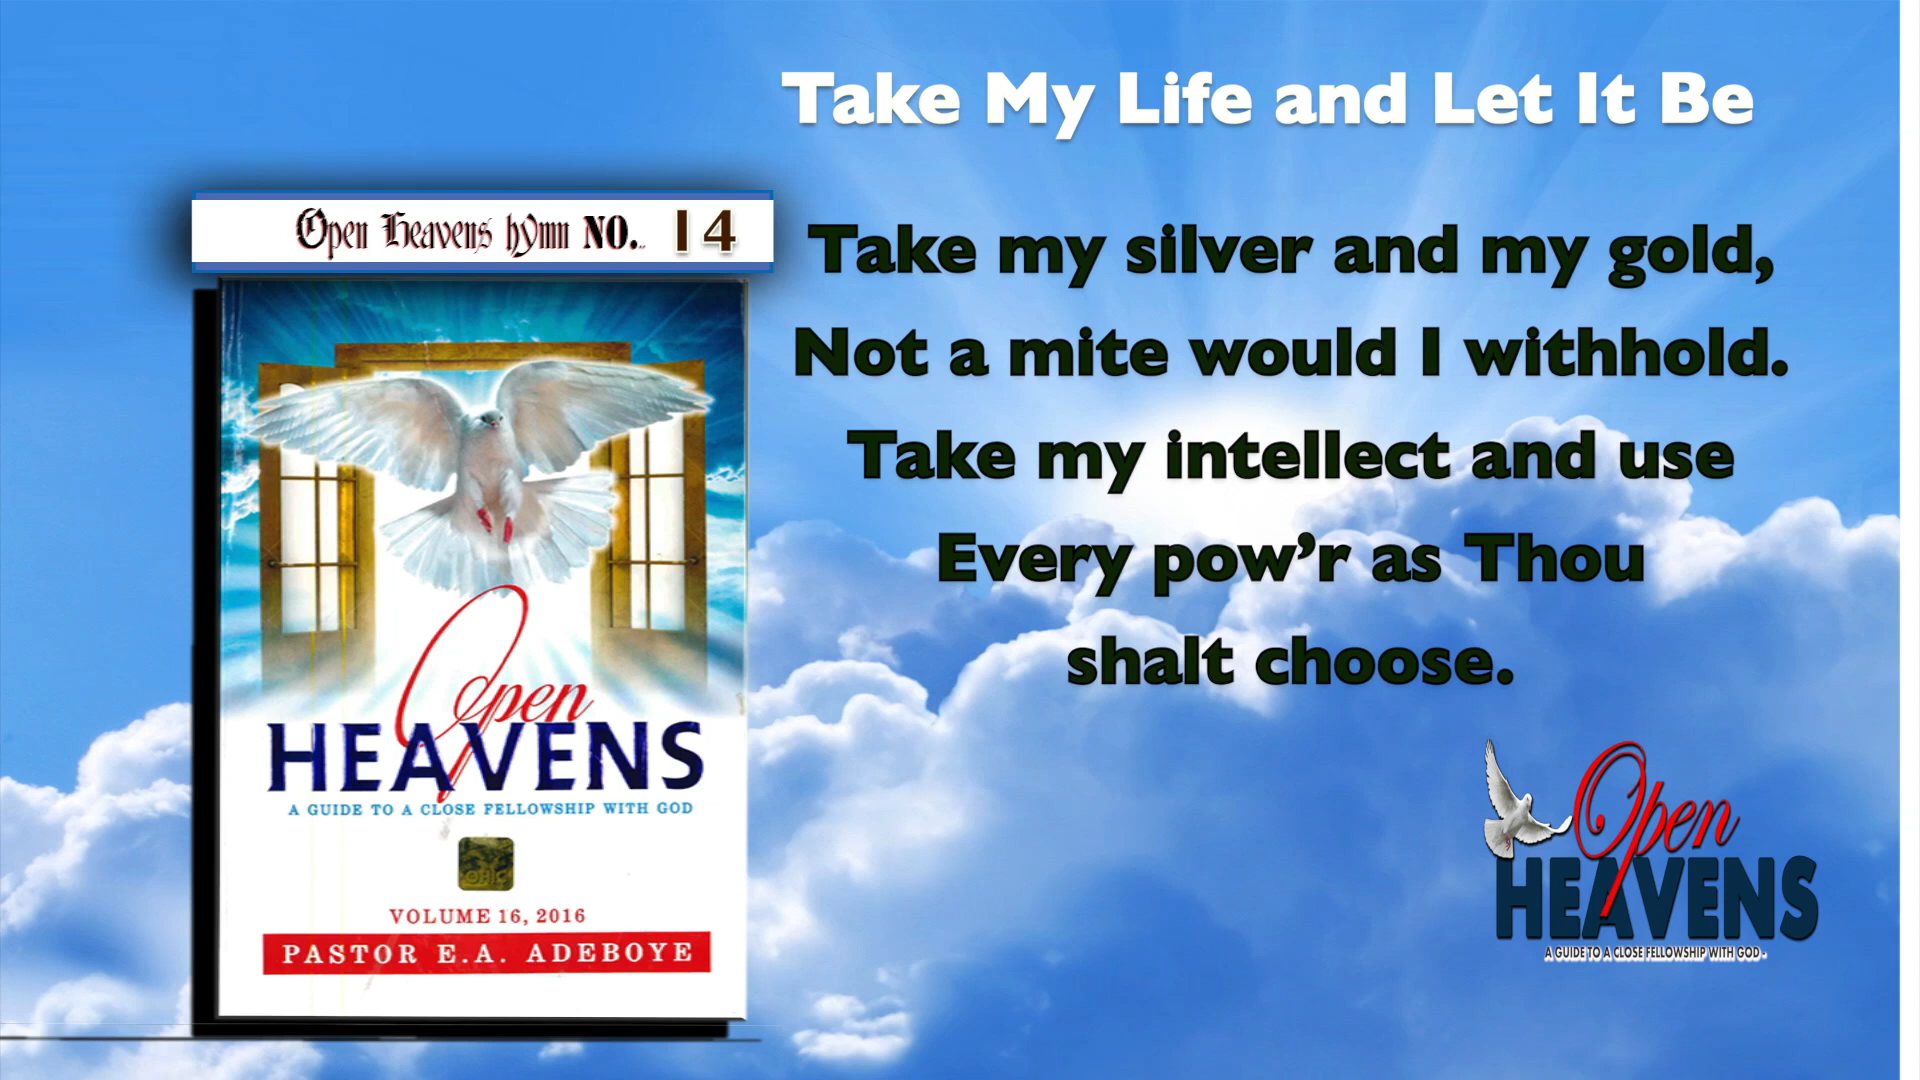 Take My Life and Let It Be
Open Heavens hymn NO.. 14
Take my silver and my gold,
Not a mite would I withhold.
Take my intellect and use
Every pow’r as Thou
shalt choose.
Open
HEAVENS
A GUIDE TO A CLOSE FELLOWSHIP WITH GOD
VOLUME 16, 2016
PASTOR E.A. ADEBOYE
Open
HEAVENS
A GUIDE TO A CLOSE FELLOWSHIP WITH GOD -